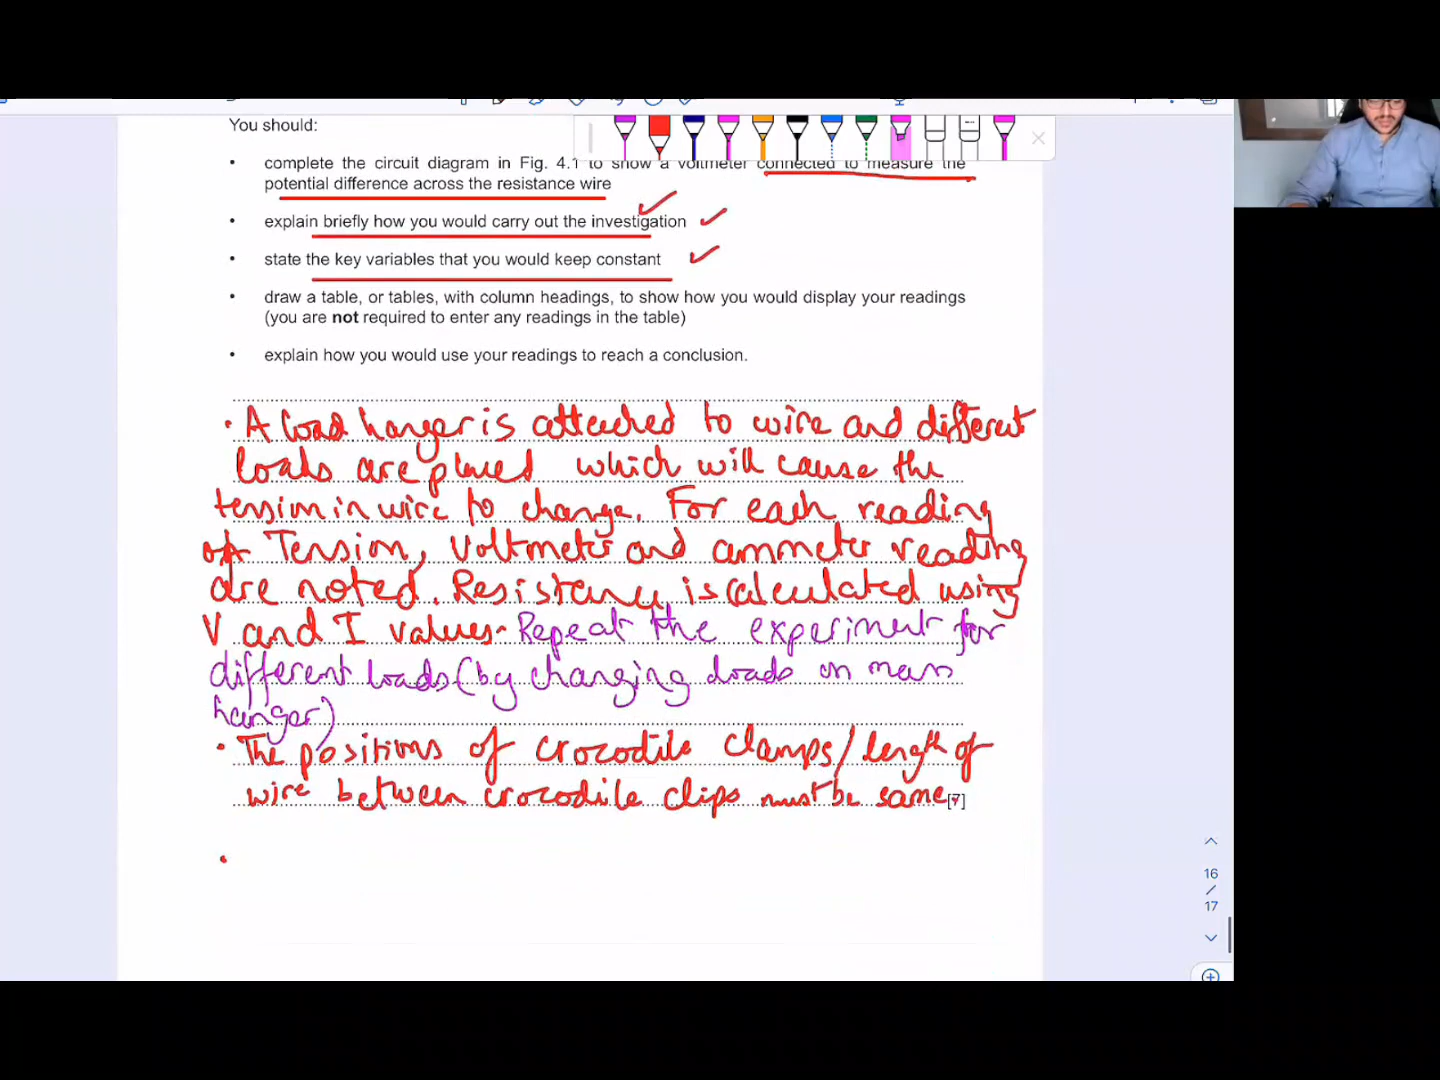 You should:
• complete the circuit diagram in Fig. 4.1 to show a voltmeter connected to measure the
potential difference across the resistance wire
• explain briefly how you would carry out the investigation
• state the key variables that you would keep constant
• draw a table, or tables, with column headings, to show how you would display your readings
(you are not required to enter any readings in the table)
• explain how you would use your readings to reach a conclusion.
• A load hanger is attached to wire and different
loads are placed which will cause the
tension in wire to change. For each reading
of Tension, Voltmeter and ammeter reading
are noted. Resistance is calculated using
V and I values. Repeat the experiment for
different loads (by changing loads on mass
hanger)
• The positions of crocodile clamps/length of
wire between crocodile clips must be same. [7]
•
16
/
17